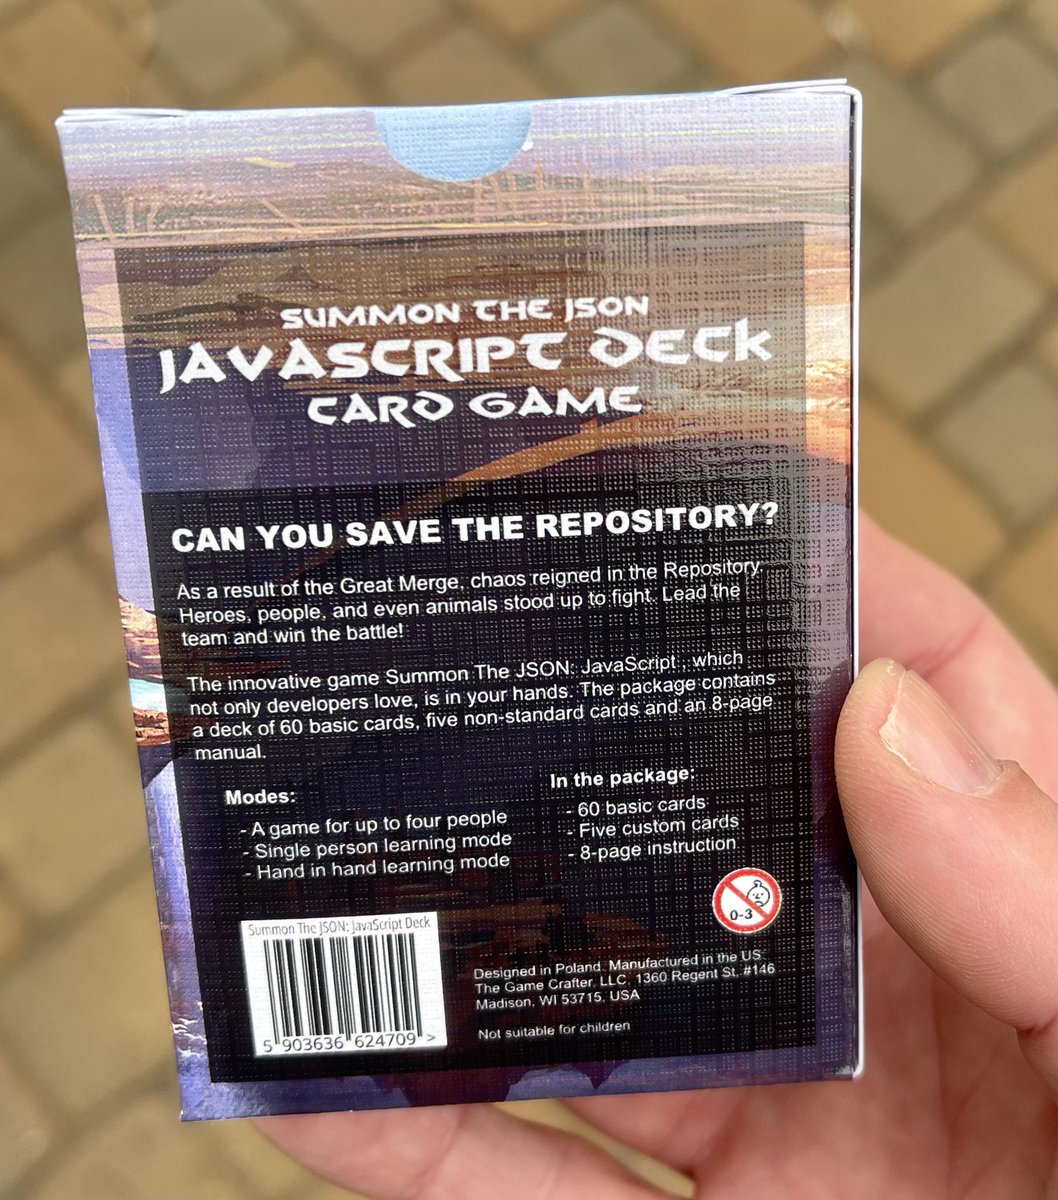 SUMMON THE JSON
JAVASCRIPT DECK
CARD GAME
CAN YOU SAVE THE REPOSITORY?
As a result of the Great Merge, chaos reigned in the Repository.
Heroes, people, and even animals stood up to fight. Lead the
team and win the battle!
The innovative game Summon The JSON: JavaScript , which
not only developers love, is in your hands. The package contains
a deck of 60 basic cards, five non-standard cards and an 8-page
manual.
Modes:
- A game for up to four people
- Single person learning mode
- Hand in hand learning mode
In the package:
- 60 basic cards
- Five custom cards
- 8-page instruction
0-3
Summon The JSON: JavaScript Deck
5 903636 624709 >
Designed in Poland. Manufactured in the US
The Game Crafter, LLC, 1360 Regent St. #146
Madison, WI 53715, USA
Not suitable for children